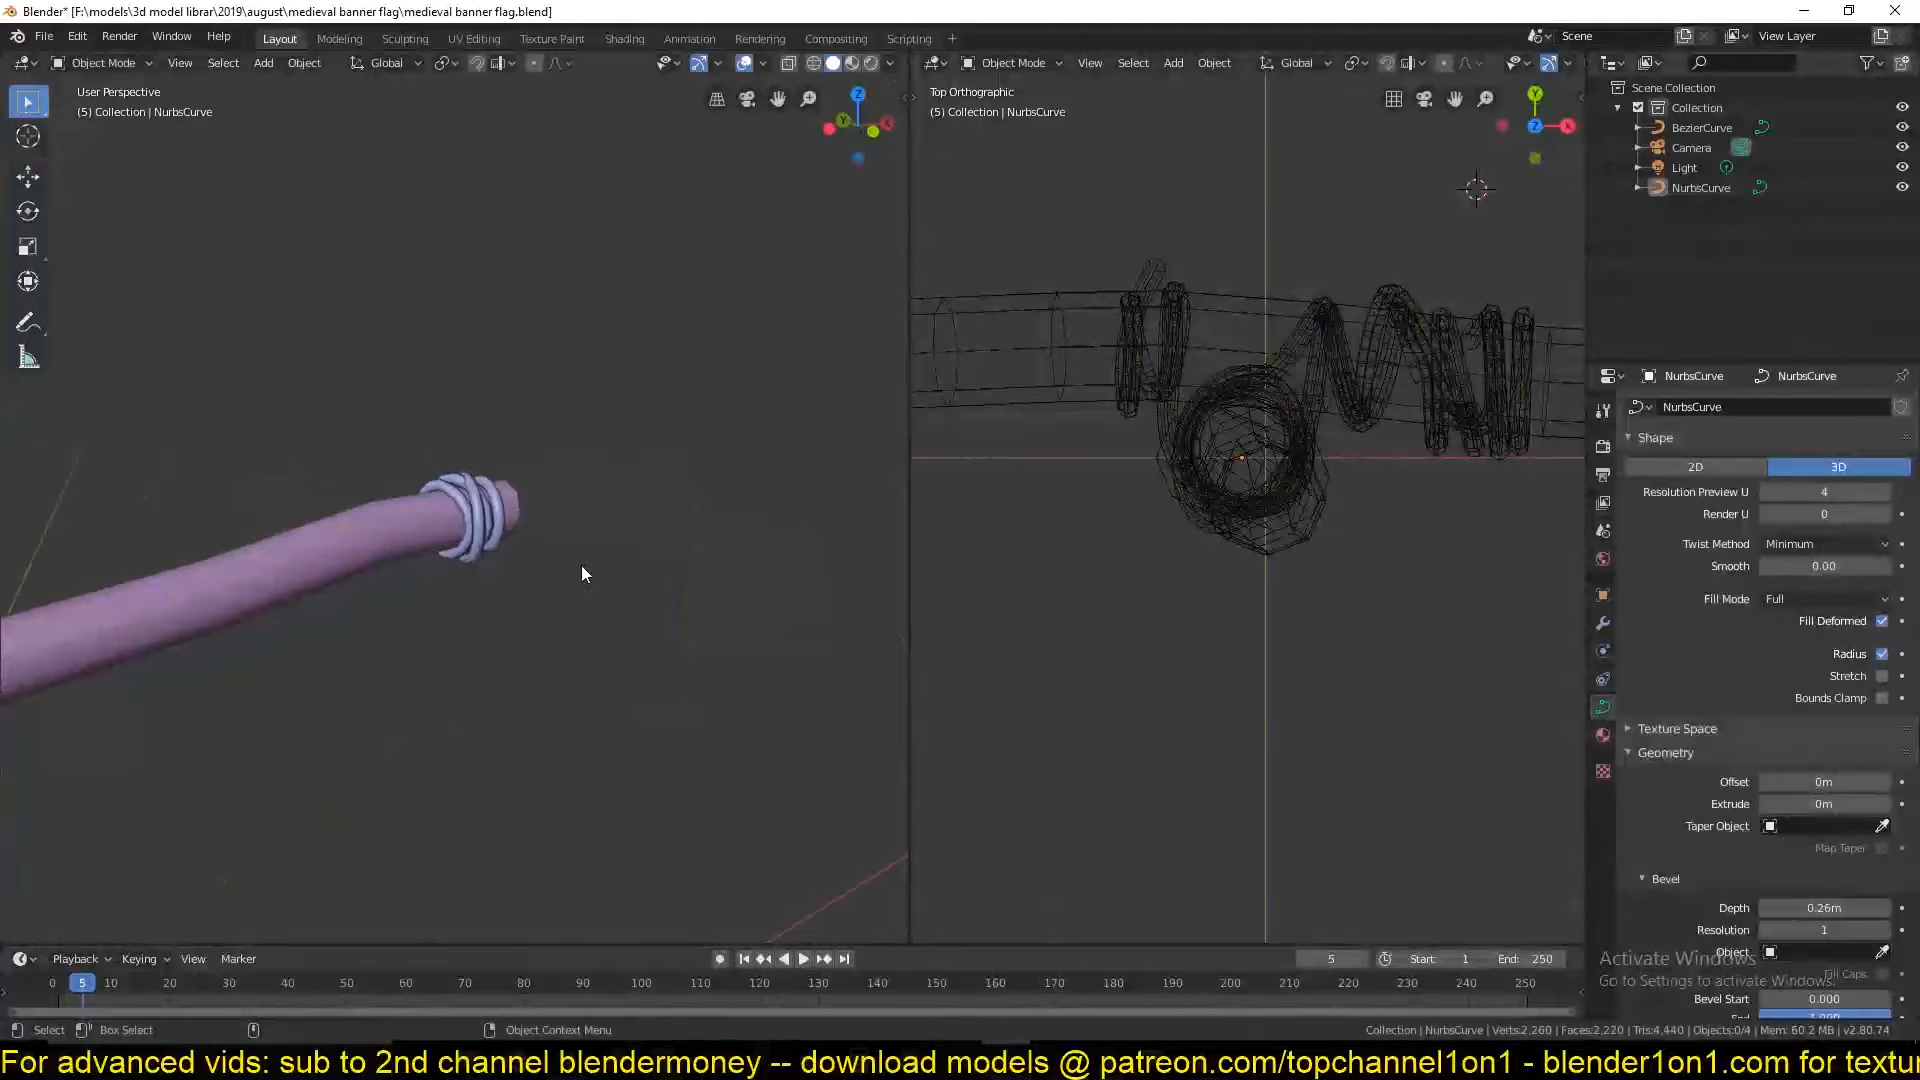 Blender* [F:\models\3d model librar\2019\august\medieval banner flag\medieval banner flag.blend]
File Edit Render Window Help Layout Modeling Sculpting UV Editing Texture Paint Shading Animation Rendering Compositing Scripting + Scene View Layer
Object Mode View Select Add Object Global Object Mode View Select Add Object Global
User Perspective
(5) Collection | NurbsCurve
Z
Y
X
Top Orthographic
(5) Collection | NurbsCurve
Y
Z
X
Scene Collection
Collection
BezierCurve
Camera
Light
NurbsCurve
NurbsCurve NurbsCurve
NurbsCurve
Shape
2D 3D
Resolution Preview U 4
Render U 0
Twist Method Minimum
Smooth 0.00
Fill Mode Full
Fill Deformed
Radius
Stretch
Bounds Clamp
Texture Space
Geometry
Offset 0m
Extrude 0m
Taper Object
Map Taper
Bevel
Depth 0.26m
Resolution 1
Object
Fill Caps
Bevel Start 0.000
End 1.000
Activate Windows
Go to Settings to activate Windows.
Playback Keying View Marker 5 Start: 1 End: 250
0 5 10 20 30 40 50 60 70 80 90 100 110 120 130 140 150 160 170 180 190 200 210 220 230 240 250
Select Box Select Object Context Menu Collection | NurbsCurve | Verts:2,260 | Faces:2,220 | Tris:4,440 | Objects:0/4 | Mem: 60.2 MB | v2.80.74
For advanced vids: sub to 2nd channel blendermoney -- download models @ patreon.com/topchannel1on1 - blender1on1.com for textur